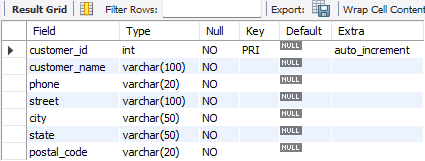 Result Grid Filter Rows: Export: Wrap Cell Content
Field Type Null Key Default Extra
customer_id int NO PRI NULL auto_increment
customer_name varchar(100) NO NULL
phone varchar(20) NO NULL
street varchar(100) NO NULL
city varchar(50) NO NULL
state varchar(50) NO NULL
postal_code varchar(20) NO NULL